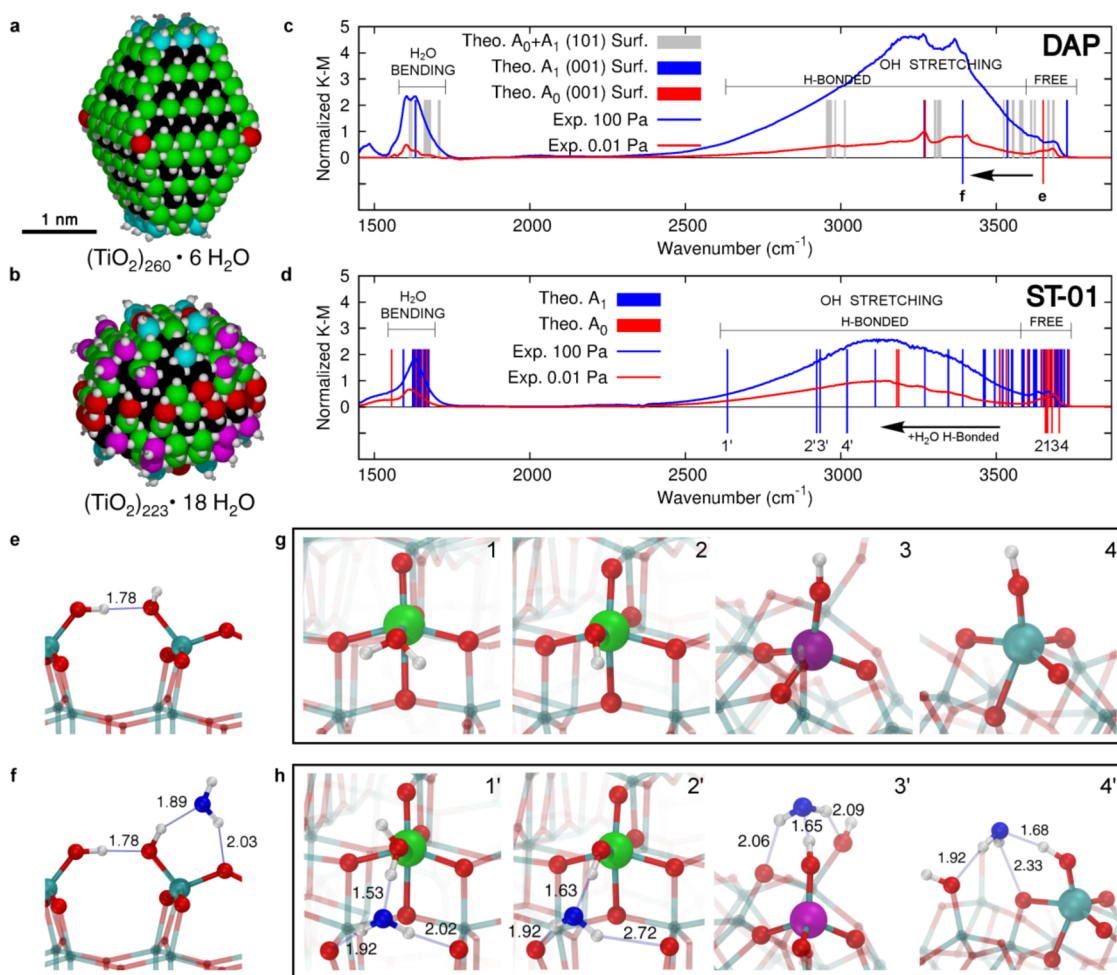 a
1 nm
(TiO₂)₂₆₀ • 6 H₂O
b
(TiO₂)₂₂₃ • 18 H₂O
c
DAP
Normalized K-M
5
4
3
2
1
0
H₂O
BENDING
Theo. A₀+A₁ (101) Surf.
Theo. A₁ (001) Surf.
Theo. A₀ (001) Surf.
Exp. 100 Pa
Exp. 0.01 Pa
OH STRETCHING
H-BONDED
FREE
f
e
1500
2000
2500
3000
3500
Wavenumber (cm⁻¹)
d
ST-01
Normalized K-M
5
4
3
2
1
0
H₂O
BENDING
Theo. A₁
Theo. A₀
Exp. 100 Pa
Exp. 0.01 Pa
OH STRETCHING
H-BONDED
FREE
+H₂O H-Bonded
1'
2'3'
4'
2134
1500
2000
2500
3000
3500
Wavenumber (cm⁻¹)
e
1.78
g
1
2
3
4
f
1.89
1.78
2.03
h
1'
1.53
2.02
1.92
2'
1.63
1.92
2.72
3'
2.09
2.06
1.65
4'
1.68
1.92
2.33